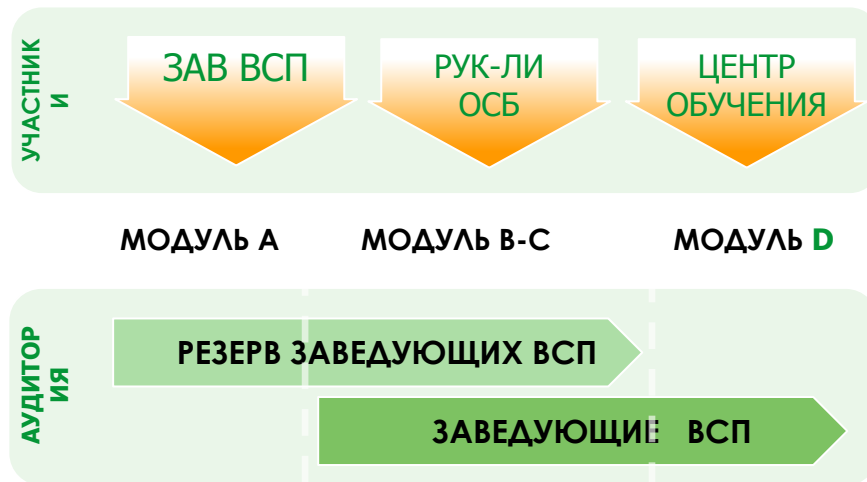 УЧАСТНИК
И
ЗАВ ВСП
РУК-ЛИ
ОСБ
ЦЕНТР
ОБУЧЕНИЯ
МОДУЛЬ А
МОДУЛЬ В-С
МОДУЛЬ D
АУДИТОР
ИЯ
РЕЗЕРВ ЗАВЕДУЮЩИХ ВСП
ЗАВЕДУЮЩИЕ ВСП